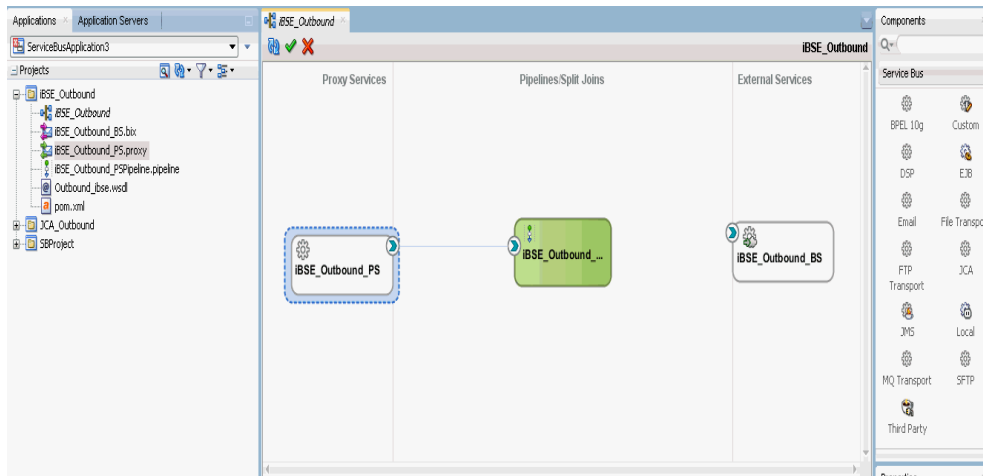 Applications
Application Servers
ServiceBusApplication3
Projects
iBSE_Outbound
iBSE_Outbound
iBSE_Outbound_BS.bix
iBSE_Outbound_PS.proxy
iBSE_Outbound_PSPipeline.pipeline
Outbound_ibse.wsdl
pom.xml
JCA_Outbound
SBProject
iBSE_Outbound
iBSE_Outbound
Proxy Services
Pipelines/Split Joins
External Services
iBSE_Outbound_PS
iBSE_Outbound_...
iBSE_Outbound_BS
Components
Service Bus
BPEL 10g
Custom
DSP
EJB
Email
File Transpo
FTP
Transport
JCA
JMS
Local
MQ Transport
SFTP
Third Party